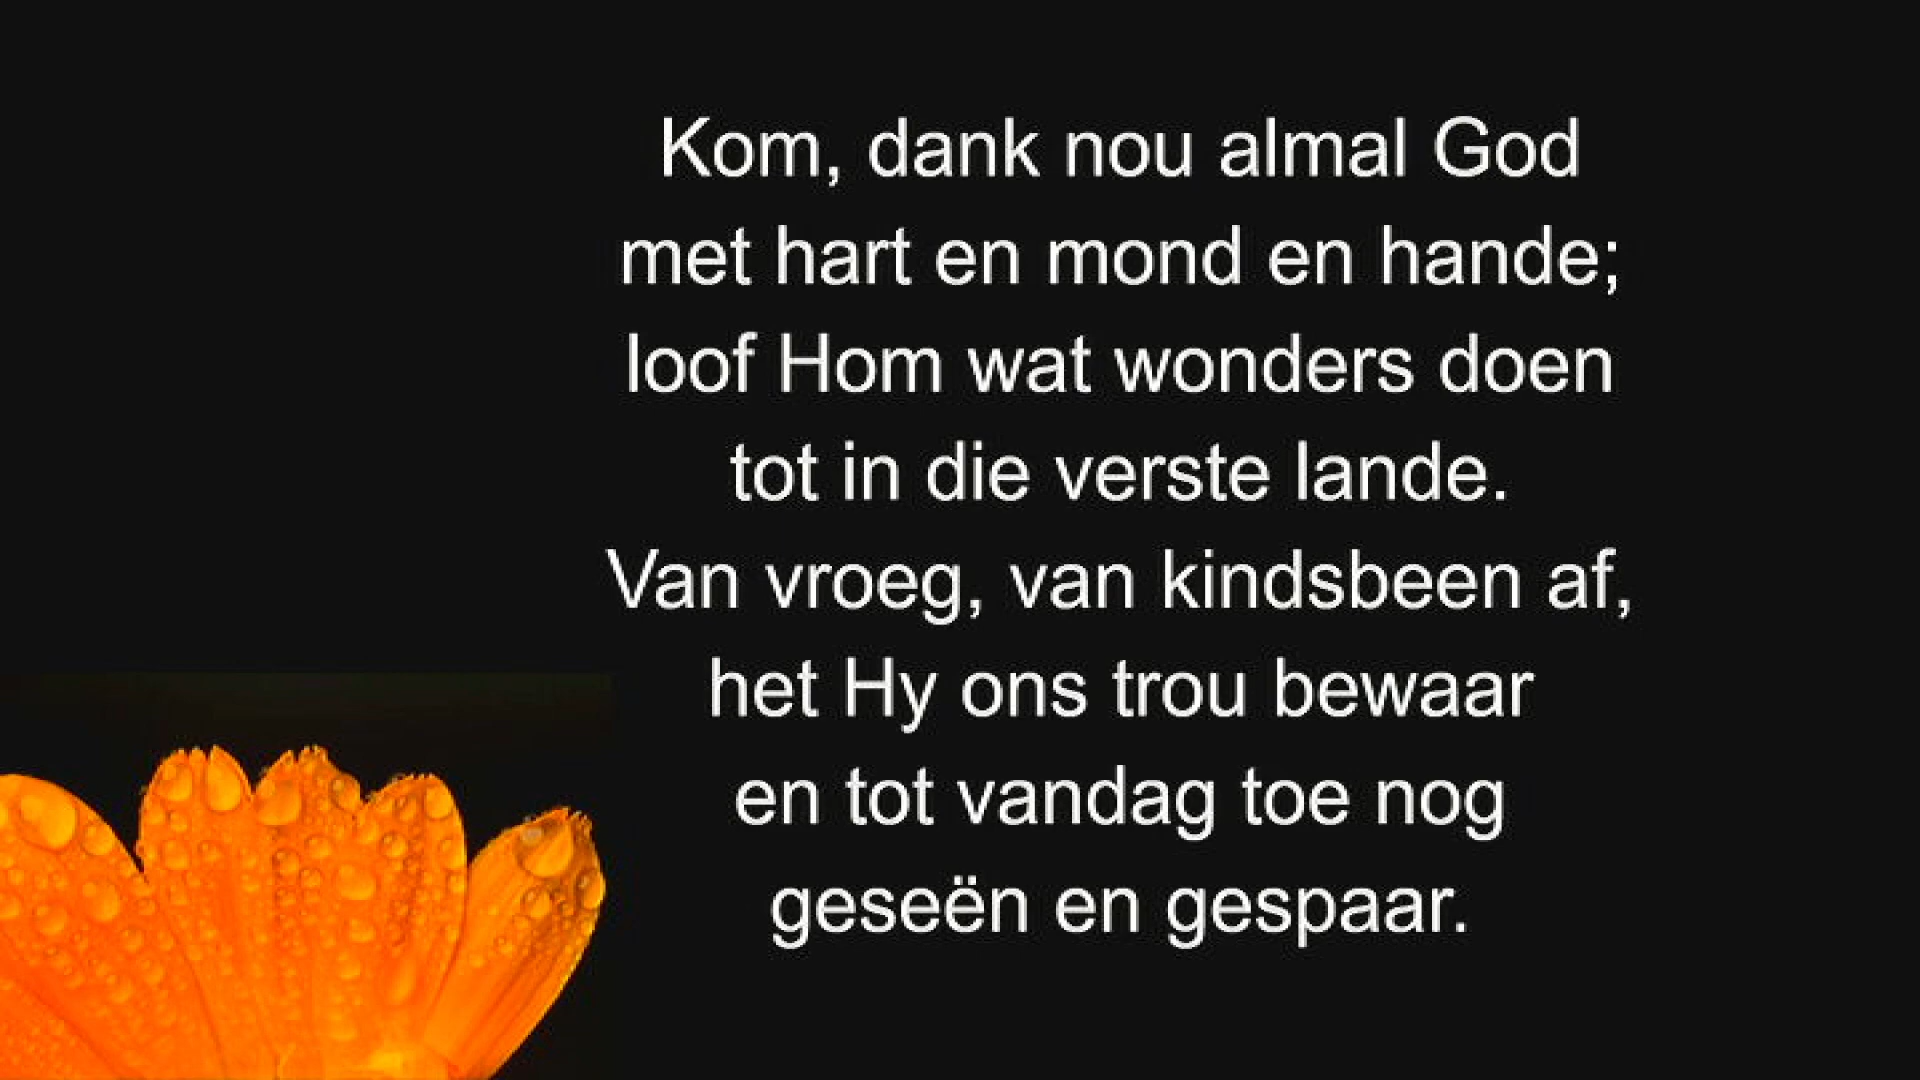 Kom, dank nou almal God
met hart en mond en hande;
loof Hom wat wonders doen
tot in die verste lande.
Van vroeg, van kindsbeen af,
het Hy ons trou bewaar
en tot vandag toe nog
geseën en gespaar.